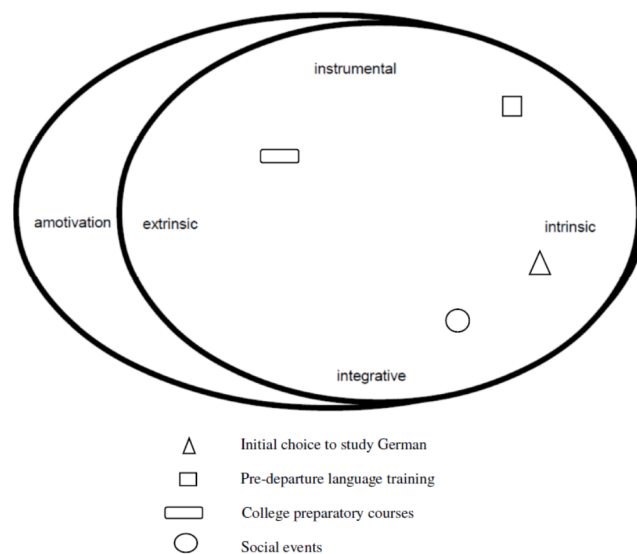 instrumental
amotivation
extrinsic
intrinsic
integrative
Initial choice to study German
Pre-departure language training
College preparatory courses
Social events